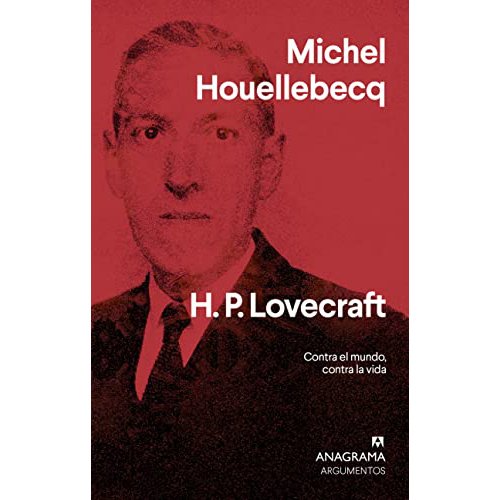 Michel
Houellebecq
H. P. Lovecraft
Contra el mundo,
contra la vida
ANAGRAMA
ARGUMENTOS